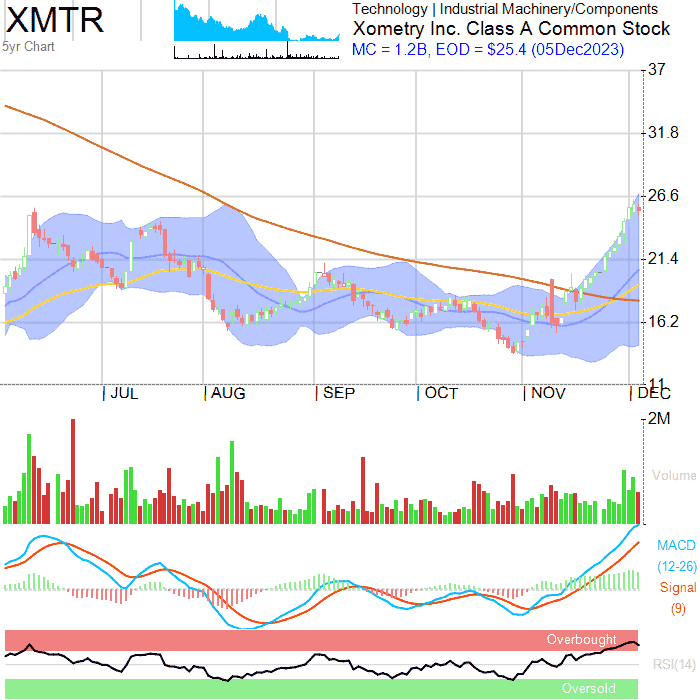 XMTR
5yr Chart
Technology | Industrial Machinery/Components
Xometry Inc. Class A Common Stock
MC = 1.2B, EOD = $25.4 (05Dec2023)
37
31.8
26.6
21.4
16.2
11
JUL AUG SEP OCT NOV DEC
2M
Volume
MACD
(12-26)
Signal
(9)
Overbought
RSI(14)
Oversold